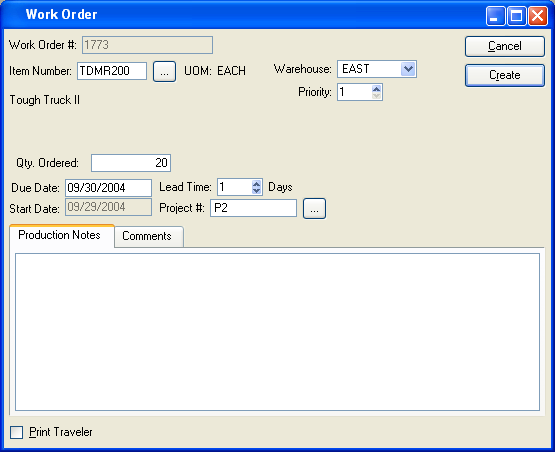 Work Order
Work Order #: 1773
Cancel
Item Number: TDMR200 ... UOM: EACH Warehouse: EAST
Create
Tough Truck II
Priority: 1
Qty. Ordered: 20
Due Date: 09/30/2004 Lead Time: 1 Days
Start Date: 09/29/2004 Project #: P2 ...
Production Notes Comments
Print Traveler